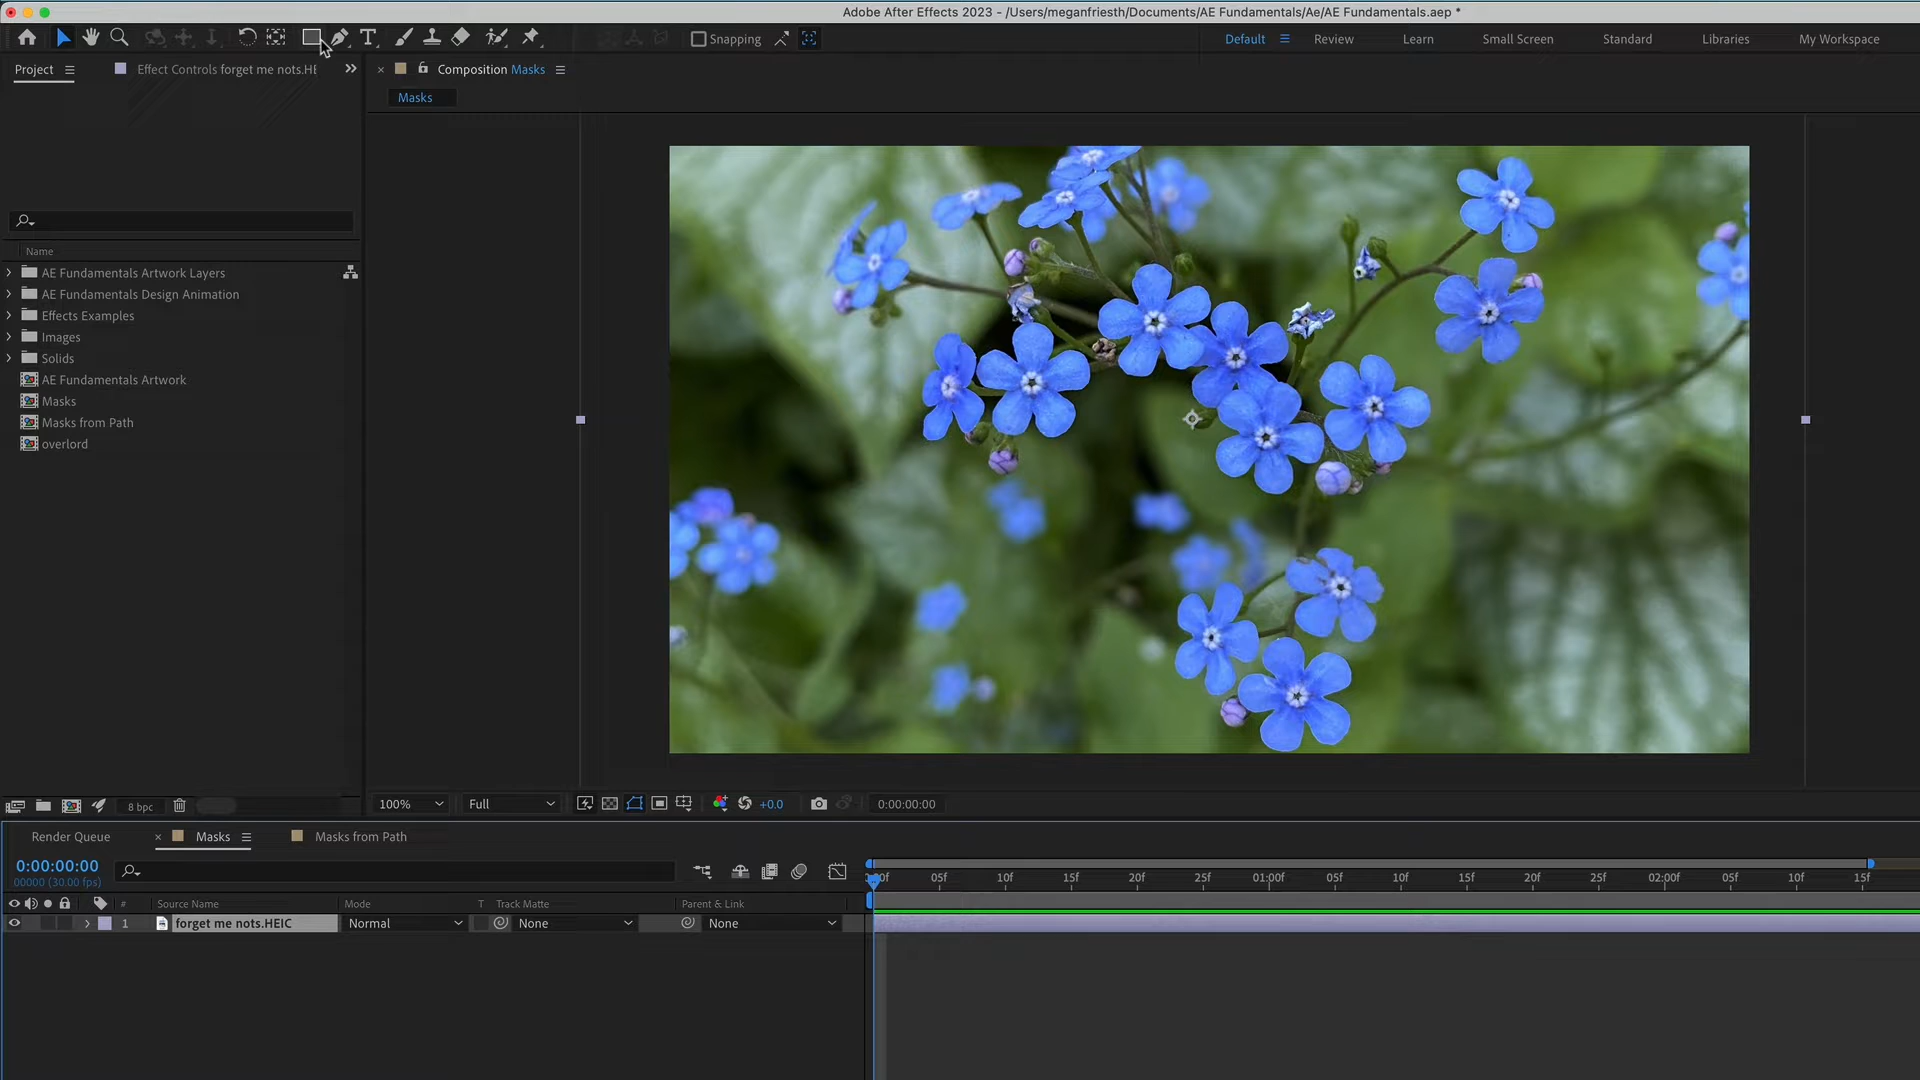 Adobe After Effects 2023 - /Users/meganfriesth/Documents/AE Fundamentals/Ae/AE Fundamentals.aep *
Snapping
Default
Review
Learn
Small Screen
Standard
Libraries
My Workspace
Project
Effect Controls forget me nots.HE
Composition Masks
Masks
Name
AE Fundamentals Artwork Layers
AE Fundamentals Design Animation
Effects Examples
Images
Solids
AE Fundamentals Artwork
Masks
Masks from Path
overlord
8 bpc
100%
Full
+0.0
0:00:00:00
Render Queue
Masks
Masks from Path
0:00:00:00
00000 (30.00 fps)
05f 10f 15f 20f 25f 01:00f 05f 10f 15f 20f 25f 02:00f 05f 10f 15f
# Source Name Mode T Track Matte Parent & Link
1 forget me nots.HEIC Normal None None